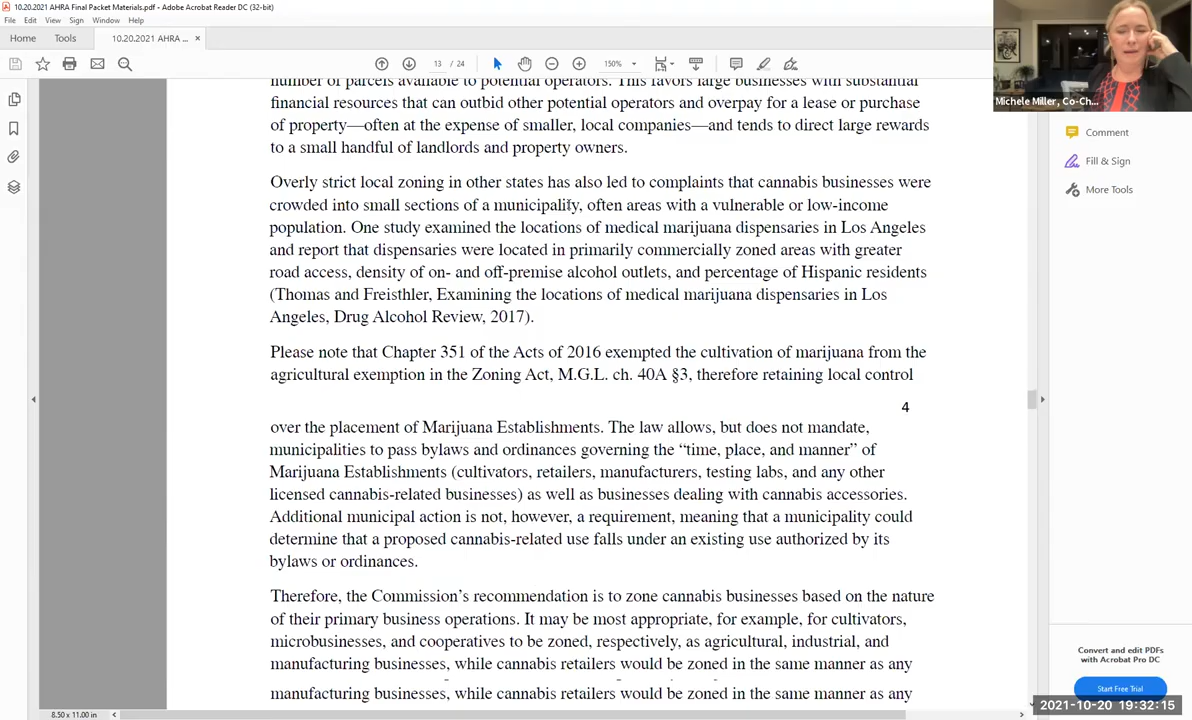 10.20.2021 AHRA Final Packet Materials.pdf - Adobe Acrobat Reader DC (32-bit)
File Edit View Sign Window Help
Home Tools 10.20.2021 AHRA ... ×
13 / 24 150%
number of parcels available to potential operators. This favors large businesses with substantial
financial resources that can outbid other potential operators and overpay for a lease or purchase
of property—often at the expense of smaller, local companies—and tends to direct large rewards
to a small handful of landlords and property owners.
Overly strict local zoning in other states has also led to complaints that cannabis businesses were
crowded into small sections of a municipality, often areas with a vulnerable or low-income
population. One study examined the locations of medical marijuana dispensaries in Los Angeles
and report that dispensaries were located in primarily commercially zoned areas with greater
road access, density of on- and off-premise alcohol outlets, and percentage of Hispanic residents
(Thomas and Freisthler, Examining the locations of medical marijuana dispensaries in Los
Angeles, Drug Alcohol Review, 2017).
Please note that Chapter 351 of the Acts of 2016 exempted the cultivation of marijuana from the
agricultural exemption in the Zoning Act, M.G.L. ch. 40A §3, therefore retaining local control
4
over the placement of Marijuana Establishments. The law allows, but does not mandate,
municipalities to pass bylaws and ordinances governing the “time, place, and manner” of
Marijuana Establishments (cultivators, retailers, manufacturers, testing labs, and any other
licensed cannabis-related businesses) as well as businesses dealing with cannabis accessories.
Additional municipal action is not, however, a requirement, meaning that a municipality could
determine that a proposed cannabis-related use falls under an existing use authorized by its
bylaws or ordinances.
Therefore, the Commission’s recommendation is to zone cannabis businesses based on the nature
of their primary business operations. It may be most appropriate, for example, for cultivators,
microbusinesses, and cooperatives to be zoned, respectively, as agricultural, industrial, and
manufacturing businesses, while cannabis retailers would be zoned in the same manner as any
manufacturing businesses, while cannabis retailers would be zoned in the same manner as any
8.50 x 11.00 in
Michele Miller, Co-Ch...
Comment
Fill & Sign
More Tools
Convert and edit PDFs
with Acrobat Pro DC
Start Free Trial
2021-10-20 19:32:15